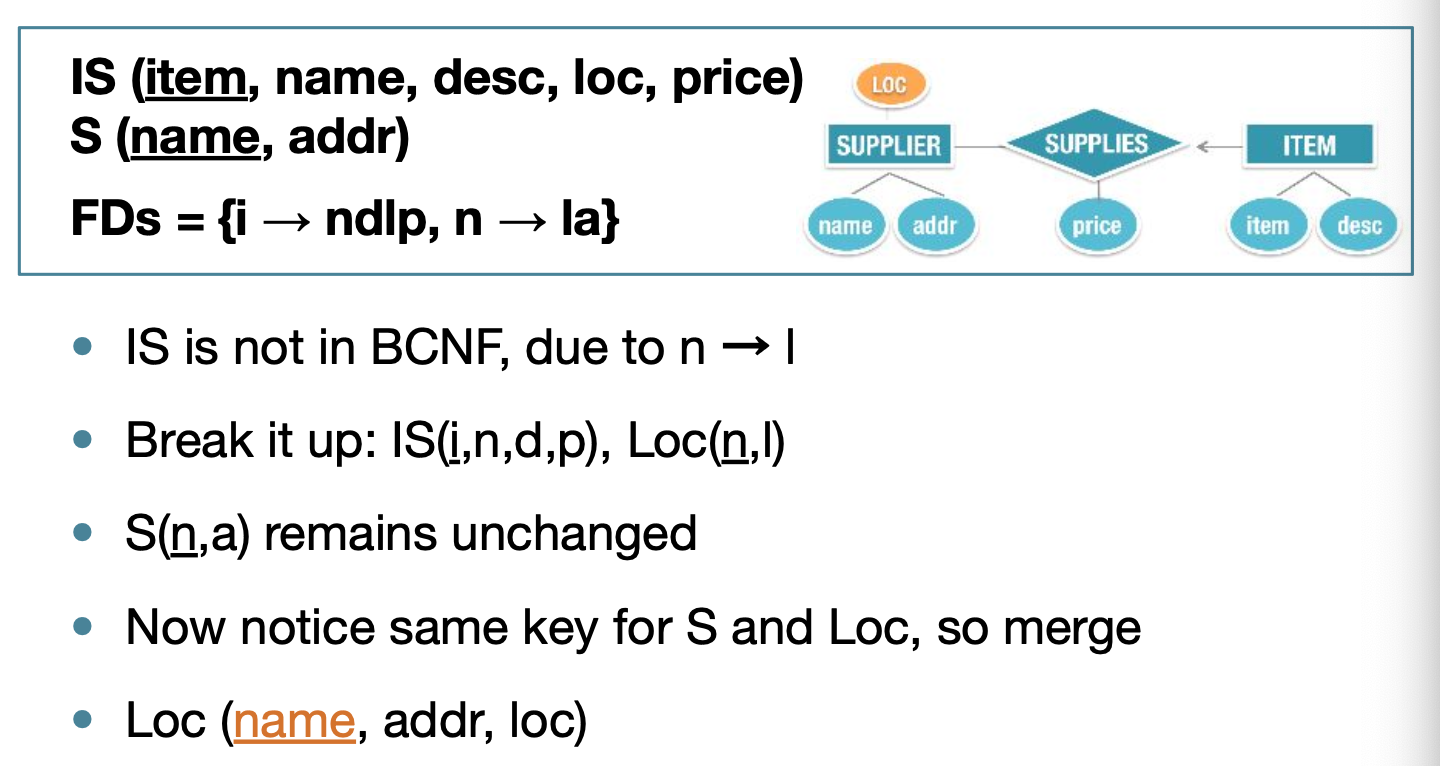 IS (item, name, desc, loc, price)
S (name, addr)
FDs = {i → ndlp, n → la}
LOC
SUPPLIER
SUPPLIES
ITEM
name
addr
price
item
desc
• IS is not in BCNF, due to n → l
• Break it up: IS(i,n,d,p), Loc(n,l)
• S(n,a) remains unchanged
• Now notice same key for S and Loc, so merge
• Loc (name, addr, loc)